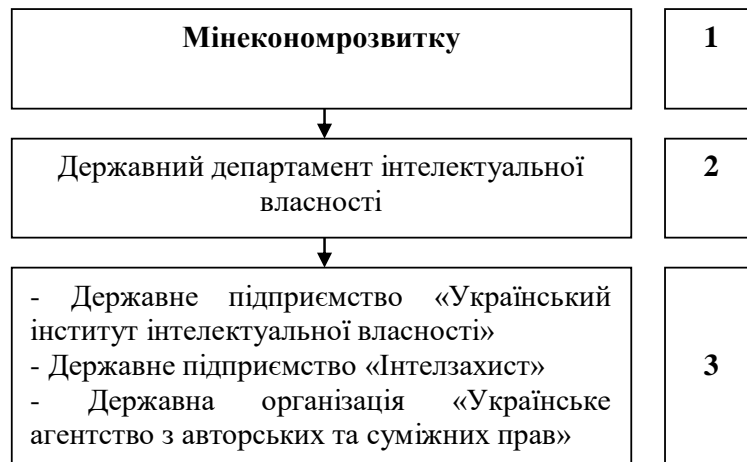 Мінекономрозвитку
1
Державний департамент інтелектуальної
власності
2
- Державне підприємство «Український
інститут інтелектуальної власності»
- Державне підприємство «Інтелзахист»
- Державна організація «Українське
агентство з авторських та суміжних прав»
3